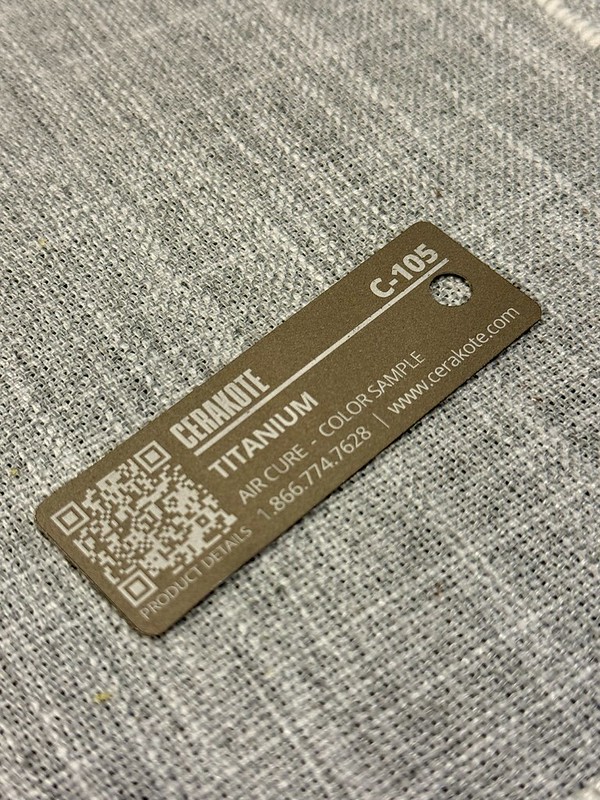 CERAKOTE C-105
TITANIUM
AIR CURE - COLOR SAMPLE
1.866.774.7628 | www.cerakote.com
PRODUCT DETAILS